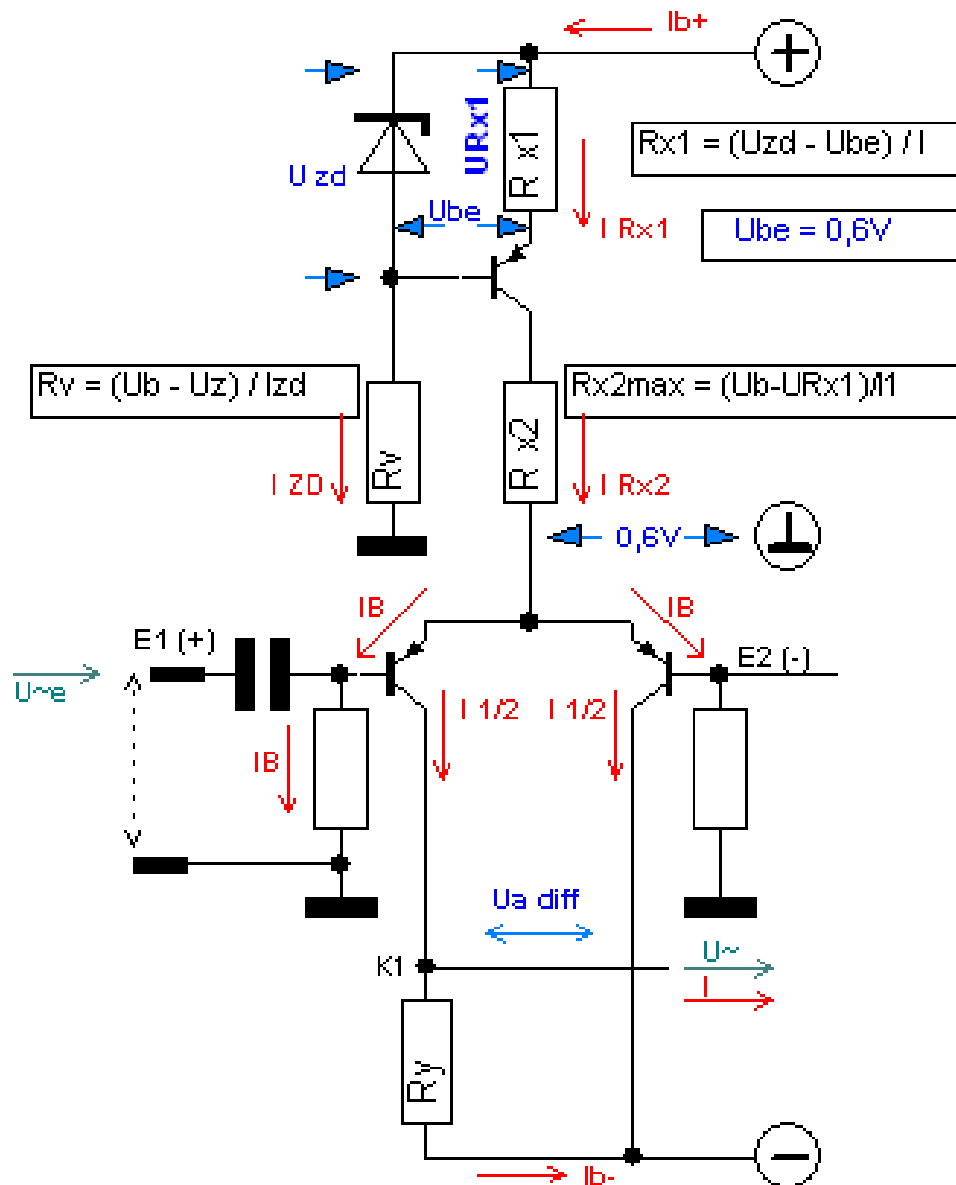 Ib+
+
URx1
R x1
Rx1 = (Uzd - Ube) / I
U zd
Ube
I Rx1
Ube = 0,6V
Rv = (Ub - Uz) / Izd
Rx2max = (Ub-URx1)/I1
Rv
R x2
I ZD
I Rx2
0,6V
IB
IB
E1 (+)
E2 (-)
U~e
I 1/2
I 1/2
IB
Ua diff
K1
U~
I
Ry
Ib-
−